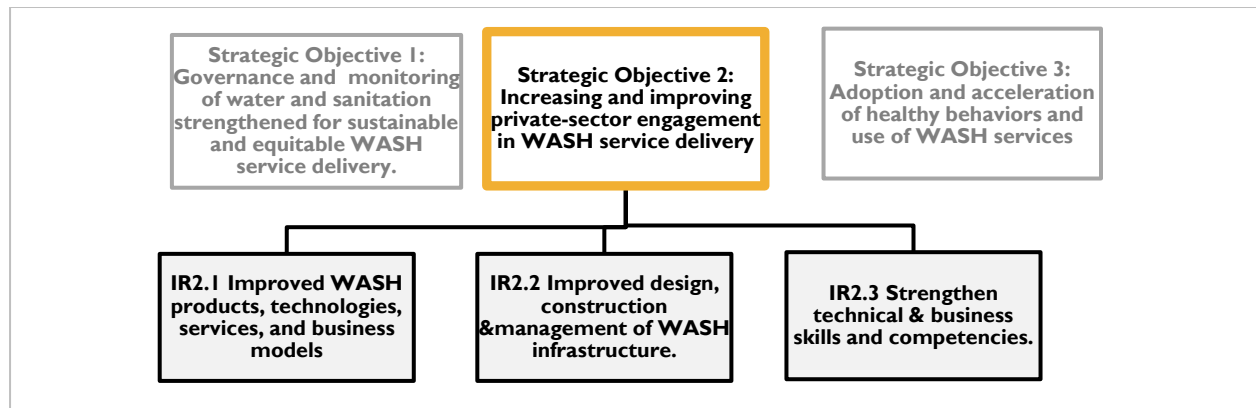 Strategic Objective 1:
Governance and monitoring
of water and sanitation
strengthened for sustainable
and equitable WASH
service delivery.
Strategic Objective 2:
Increasing and improving
private-sector engagement
in WASH service delivery
Strategic Objective 3:
Adoption and acceleration
of healthy behaviors and
use of WASH services
IR2.1 Improved WASH
products, technologies,
services, and business
models
IR2.2 Improved design,
construction
&management of WASH
infrastructure.
IR2.3 Strengthen
technical & business
skills and competencies.